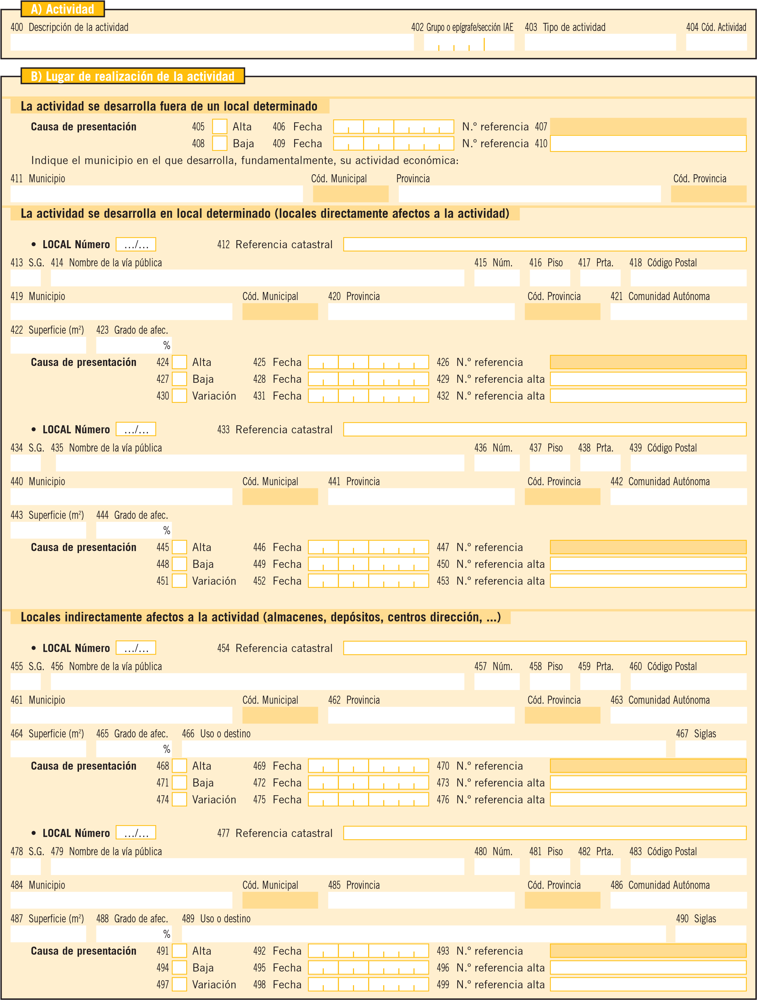 A) Actividad
400 Descripción de la actividad 402 Grupo o epígrafe/sección IAE 403 Tipo de actividad 404 Cód. Actividad
B) Lugar de realización de la actividad
La actividad se desarrolla fuera de un local determinado
Causa de presentación 405 Alta 406 Fecha N.º referencia 407
408 Baja 409 Fecha N.º referencia 410
Indique el municipio en el que desarrolla, fundamentalmente, su actividad económica:
411 Municipio Cód. Municipal Provincia Cód. Provincia
La actividad se desarrolla en local determinado (locales directamente afectos a la actividad)
• LOCAL Número .../... 412 Referencia catastral
413 S.G. 414 Nombre de la vía pública 415 Núm. 416 Piso 417 Prta. 418 Código Postal
419 Municipio Cód. Municipal 420 Provincia Cód. Provincia 421 Comunidad Autónoma
422 Superficie (m²) 423 Grado de afec.
%
Causa de presentación 424 Alta 425 Fecha 426 N.º referencia
427 Baja 428 Fecha 429 N.º referencia alta
430 Variación 431 Fecha 432 N.º referencia alta
• LOCAL Número .../... 433 Referencia catastral
434 S.G. 435 Nombre de la vía pública 436 Núm. 437 Piso 438 Prta. 439 Código Postal
440 Municipio Cód. Municipal 441 Provincia Cód. Provincia 442 Comunidad Autónoma
443 Superficie (m²) 444 Grado de afec.
%
Causa de presentación 445 Alta 446 Fecha 447 N.º referencia
448 Baja 449 Fecha 450 N.º referencia alta
451 Variación 452 Fecha 453 N.º referencia alta
Locales indirectamente afectos a la actividad (almacenes, depósitos, centros dirección, ...)
• LOCAL Número .../... 454 Referencia catastral
455 S.G. 456 Nombre de la vía pública 457 Núm. 458 Piso 459 Prta. 460 Código Postal
461 Municipio Cód. Municipal 462 Provincia Cód. Provincia 463 Comunidad Autónoma
464 Superficie (m²) 465 Grado de afec. 466 Uso o destino 467 Siglas
%
Causa de presentación 468 Alta 469 Fecha 470 N.º referencia
471 Baja 472 Fecha 473 N.º referencia alta
474 Variación 475 Fecha 476 N.º referencia alta
• LOCAL Número .../... 477 Referencia catastral
478 S.G. 479 Nombre de la vía pública 480 Núm. 481 Piso 482 Prta. 483 Código Postal
484 Municipio Cód. Municipal 485 Provincia Cód. Provincia 486 Comunidad Autónoma
487 Superficie (m²) 488 Grado de afec. 489 Uso o destino 490 Siglas
%
Causa de presentación 491 Alta 492 Fecha 493 N.º referencia
494 Baja 495 Fecha 496 N.º referencia alta
497 Variación 498 Fecha 499 N.º referencia alta